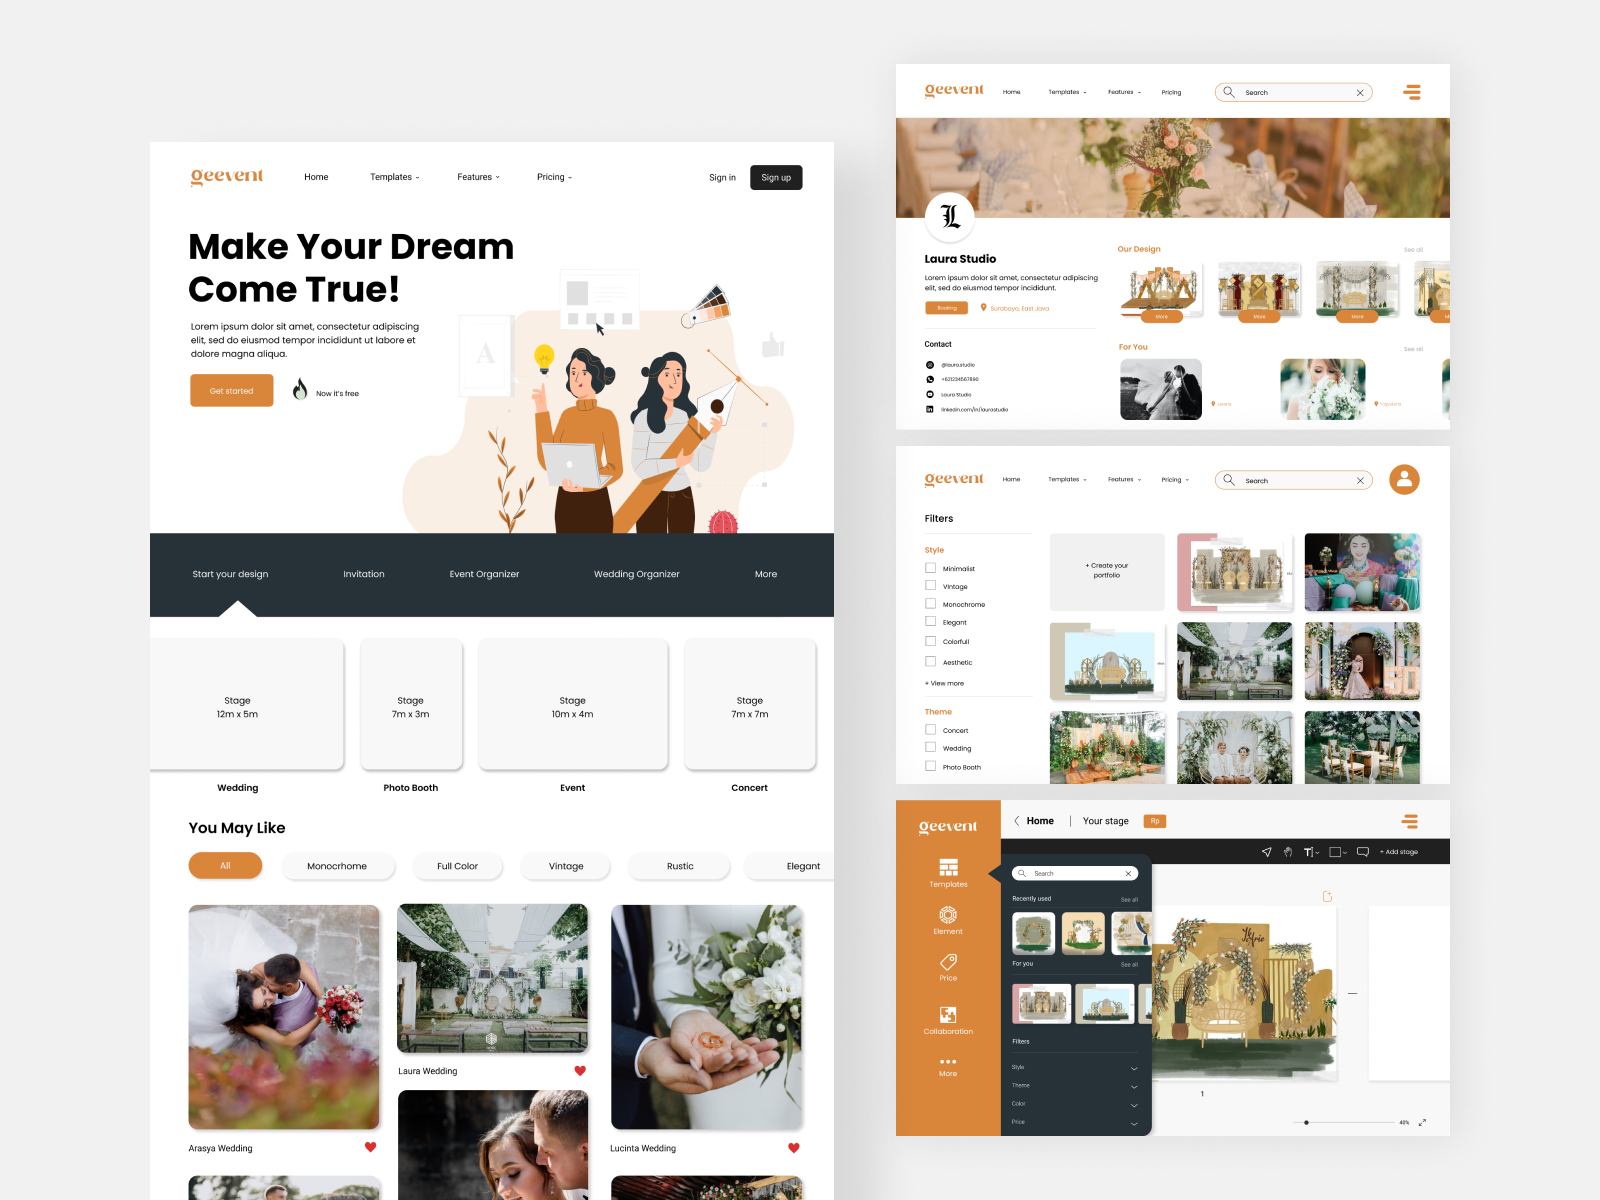 geevent
Home
Templates
Features
Pricing
Sign in
Sign up
Make Your Dream
Come True!
Lorem ipsum dolor sit amet, consectetur adipiscing
elit, sed do eiusmod tempor incididunt ut labore et
dolore magna aliqua.
Get started
Now it's free
A
Start your design
Invitation
Event Organizer
Wedding Organizer
More
Stage
12m x 5m
Stage
7m x 3m
Stage
10m x 4m
Stage
7m x 7m
Wedding
Photo Booth
Event
Concert
You May Like
All
Monocrhome
Full Color
Vintage
Rustic
Elegant
Laura Wedding
Arasya Wedding
Lucinta Wedding
geevent
Home
Templates
Features
Pricing
Search
L
Laura Studio
Lorem ipsum dolor sit amet, consectetur adipiscing
elit, sed do eiusmod tempor incididunt.
Booking
Surabaya, East Java
Contact
@laura.studio
+621234567890
Laura Studio
linkedin.com/in/laurastudio
Our Design
See all
More
More
More
For You
See all
geevent
Home
Templates
Features
Pricing
Search
Filters
Style
Minimalist
Vintage
Monochrome
Elegant
Colorfull
Aesthetic
+ View more
Theme
Concert
Wedding
Photo Booth
+ Create your
portfolio
geevent
Templates
Element
Price
Collaboration
More
Home
Your stage
Rp
T
+ Add stage
Search
Recently used
See all
For you
See all
Filters
Style
Theme
Color
Price
1
40%